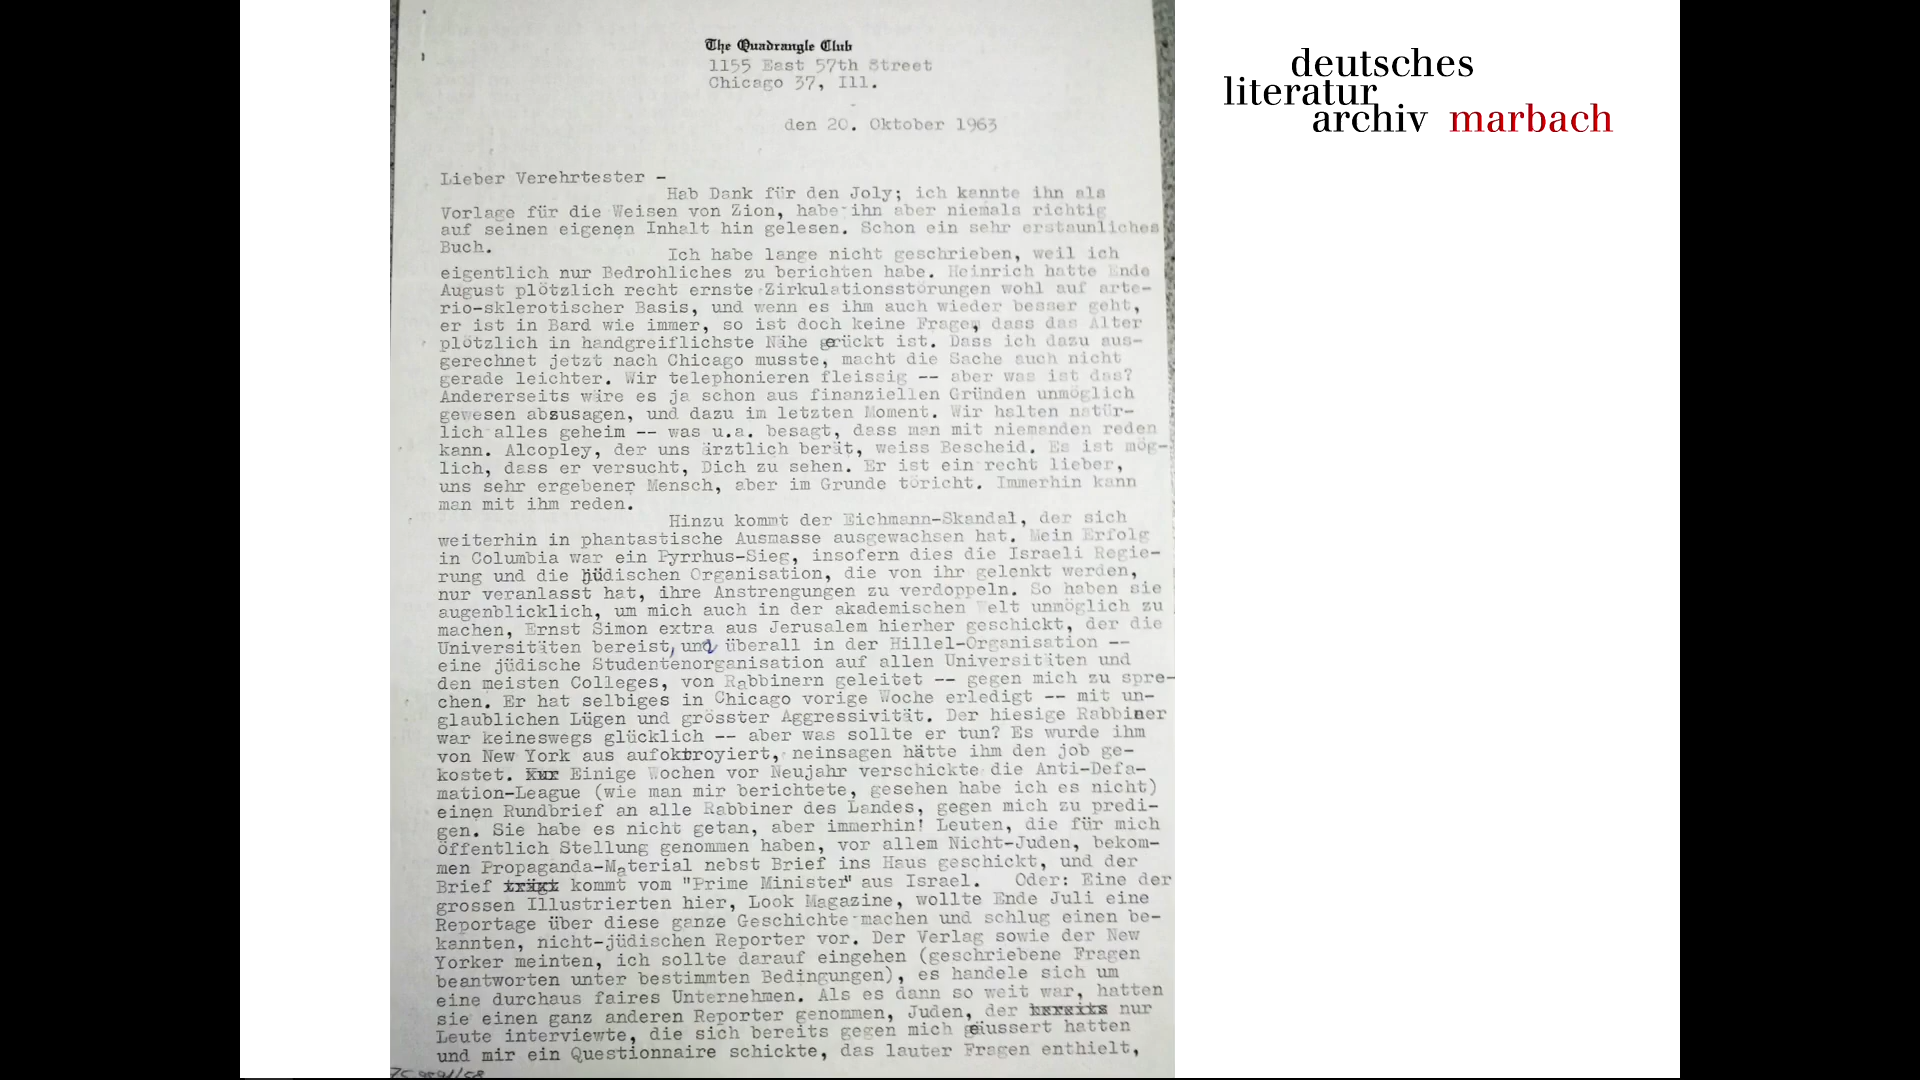 The Quadrangle Club
1155 East 57th Street
Chicago 37, Ill.
den 20. Oktober 1963
Lieber Verehrtester -
Hab Dank für den Joly; ich kannte ihn als
Vorlage für die Weisen von Zion, habe ihn aber niemals richtig
auf seinen eigenen Inhalt hin gelesen. Schon ein sehr erstaunliches
Buch.
Ich habe lange nicht geschrieben, weil ich
eigentlich nur Bedrohliches zu berichten habe. Heinrich hatte Ende
August plötzlich recht ernste Zirkulationsstörungen wohl auf arte-
rio-sklerotischer Basis, und wenn es ihm auch wieder besser geht,
er ist in Bard wie immer, so ist doch keine Frage, dass das Alter
plötzlich in handgreiflichste Nähe gerückt ist. Dass ich dazu aus-
gerechnet jetzt nach Chicago musste, macht die Sache auch nicht
gerade leichter. Wir telephonieren fleissig -- aber was ist das?
Andererseits wäre es ja schon aus finanziellen Gründen unmöglich
gewesen abzusagen, und dazu im letzten Moment. Wir halten natür-
lich alles geheim -- was u.a. besagt, dass man mit niemanden reden
kann. Alcopley, der uns ärztlich berät, weiss Bescheid. Es ist mög-
lich, dass er versucht, Dich zu sehen. Er ist ein recht lieber,
uns sehr ergebener Mensch, aber im Grunde töricht. Immerhin kann
man mit ihm reden.
Hinzu kommt der Eichmann-Skandal, der sich
weiterhin in phantastische Ausmasse ausgewachsen hat. Mein Erfolg
in Columbia war ein Pyrrhus-Sieg, insofern dies die Israeli Regie-
rung und die jüdischen Organisation, die von ihr gelenkt werden,
nur veranlasst hat, ihre Anstrengungen zu verdoppeln. So haben sie
augenblicklich, um mich auch in der akademischen Welt unmöglich zu
machen, Ernst Simon extra aus Jerusalem hierher geschickt, der die
Universitäten bereist, und überall in der Hillel-Organisation --
eine jüdische Studentenorganisation auf allen Universitäten und
den meisten Colleges, von Rabbinern geleitet -- gegen mich zu spre-
chen. Er hat selbiges in Chicago vorige Woche erledigt -- mit un-
glaublichen Lügen und grösster Aggressivität. Der hiesige Rabbiner
war keineswegs glücklich -- aber was sollte er tun? Es wurde ihm
von New York aus aufoktroyiert, neinsagen hätte ihm den job ge-
kostet. Einige Wochen vor Neujahr verschickte die Anti-Defa-
mation-League (wie man mir berichtete, gesehen habe ich es nicht)
einen Rundbrief an alle Rabbiner des Landes, gegen mich zu predi-
gen. Sie habe es nicht getan, aber immerhin! Leuten, die für mich
öffentlich Stellung genommen haben, vor allem Nicht-Juden, bekom-
men Propaganda-Material nebst Brief ins Haus geschickt, und der
Brief trägt kommt vom "Prime Minister" aus Israel. Oder: Eine der
grossen Illustrierten hier, Look Magazine, wollte Ende Juli eine
Reportage über diese ganze Geschichte machen und schlug einen be-
kannten, nicht-jüdischen Reporter vor. Der Verlag sowie der New
Yorker meinten, ich sollte darauf eingehen (geschriebene Fragen
beantworten unter bestimmten Bedingungen), es handele sich um
eine durchaus faires Unternehmen. Als es dann so weit war, hatten
sie einen ganz anderen Reporter genommen, Juden, der bereits nur
Leute interviewte, die sich bereits gegen mich geäussert hatten
und mir ein Questionnaire schickte, das lauter Fragen enthielt,
deutsches
literatur
archiv marbach